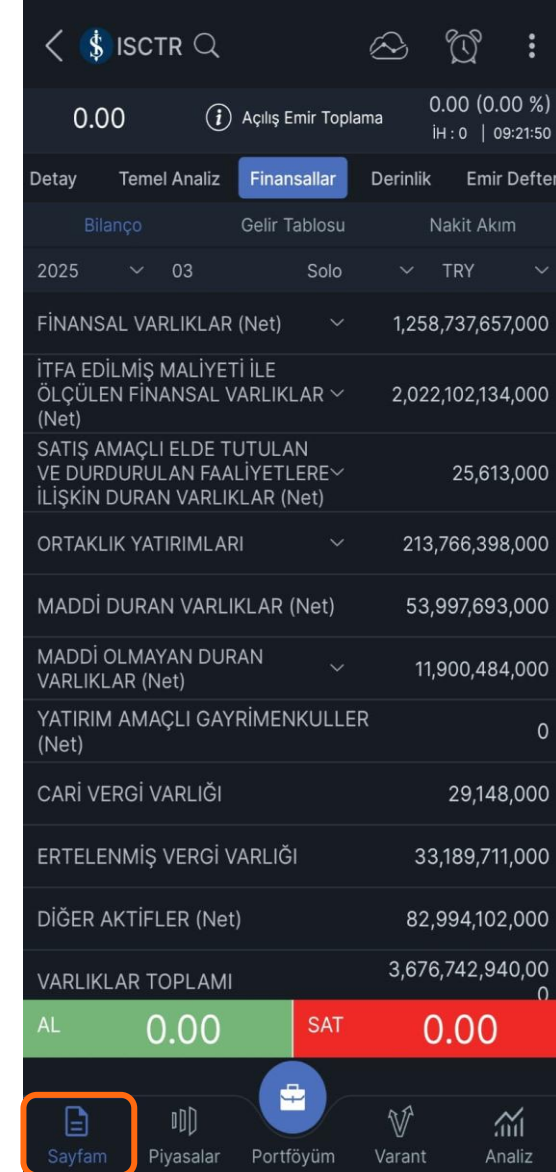 ISCTR
0.00
i Açılış Emir Toplama
0.00 (0.00 %)
İH : 0 | 09:21:50
Detay Temel Analiz Finansallar Derinlik Emir Defter
Bilanço Gelir Tablosu Nakit Akım
2025 03 Solo TRY
FİNANSAL VARLIKLAR (Net) 1,258,737,657,000
İTFA EDİLMİŞ MALİYETİ İLE
ÖLÇÜLEN FİNANSAL VARLIKLAR 2,022,102,134,000
(Net)
SATIŞ AMAÇLI ELDE TUTULAN
VE DURDURULAN FAALİYETLERE 25,613,000
İLİŞKİN DURAN VARLIKLAR (Net)
ORTAKLIK YATIRIMLARI 213,766,398,000
MADDİ DURAN VARLIKLAR (Net) 53,997,693,000
MADDİ OLMAYAN DURAN
VARLIKLAR (Net) 11,900,484,000
YATIRIM AMAÇLI GAYRİMENKULLER
(Net) 0
CARİ VERGİ VARLIĞI 29,148,000
ERTELENMİŞ VERGİ VARLIĞI 33,189,711,000
DİĞER AKTİFLER (Net) 82,994,102,000
VARLIKLAR TOPLAMI 3,676,742,940,00
0
AL 0.00 SAT 0.00
Sayfam Piyasalar Portföyüm Varant Analiz